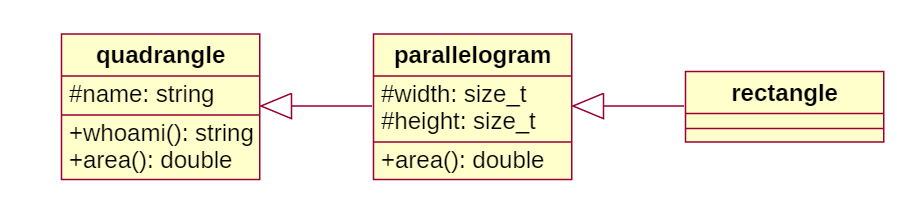 quadrangle
#name: string
+whoami(): string
+area(): double
parallelogram
#width: size_t
#height: size_t
+area(): double
rectangle